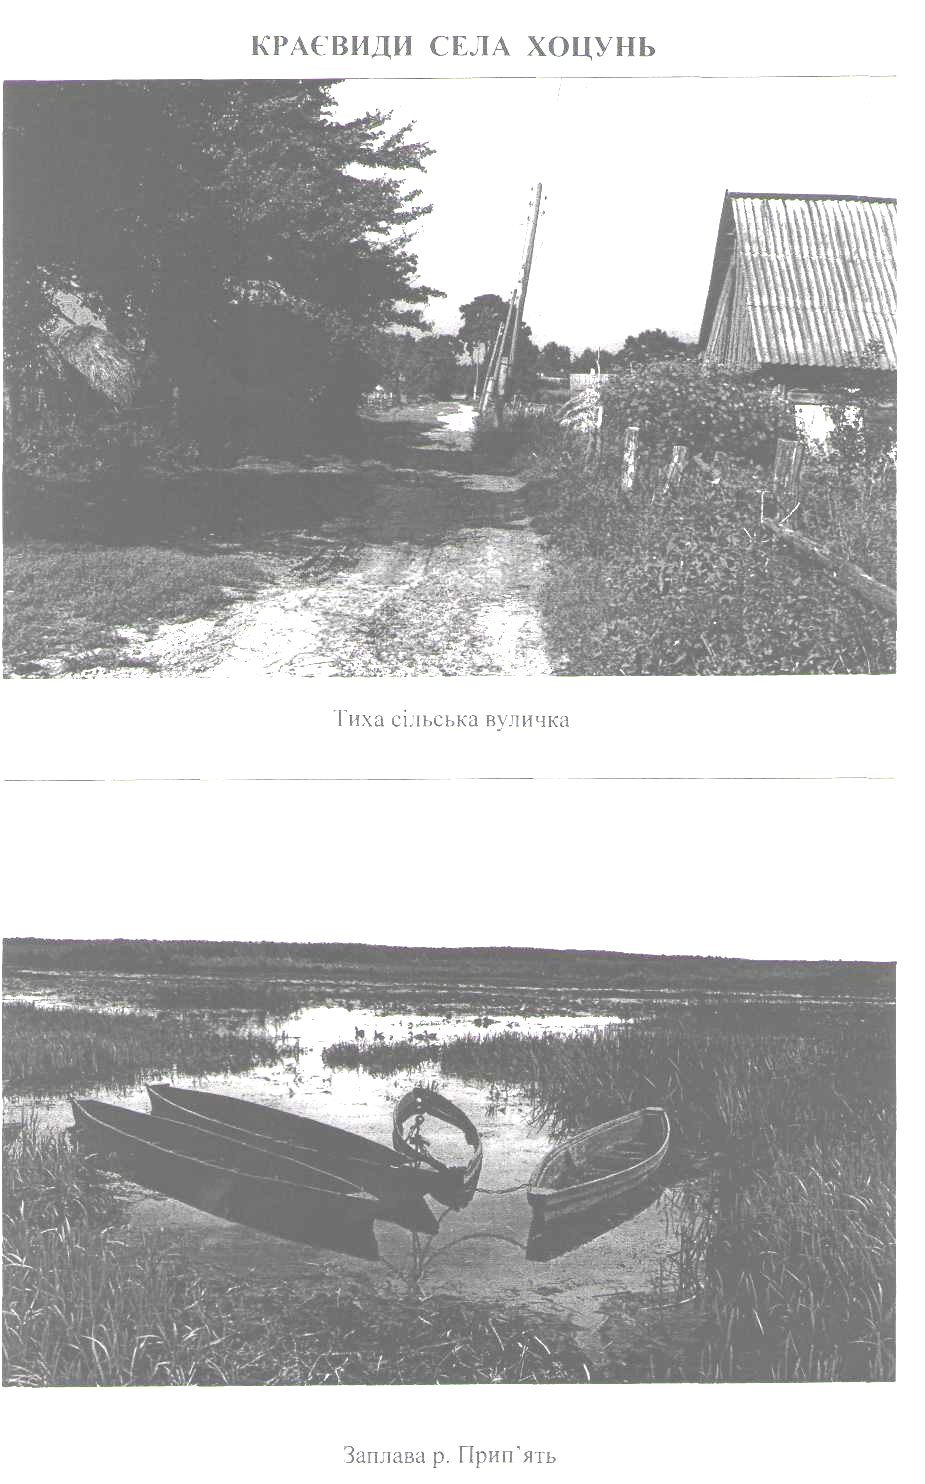 КРАЄВИДИ СЕЛА ХОЦУНЬ
Тиха сільська вуличка
Заплава р. Прип`ять